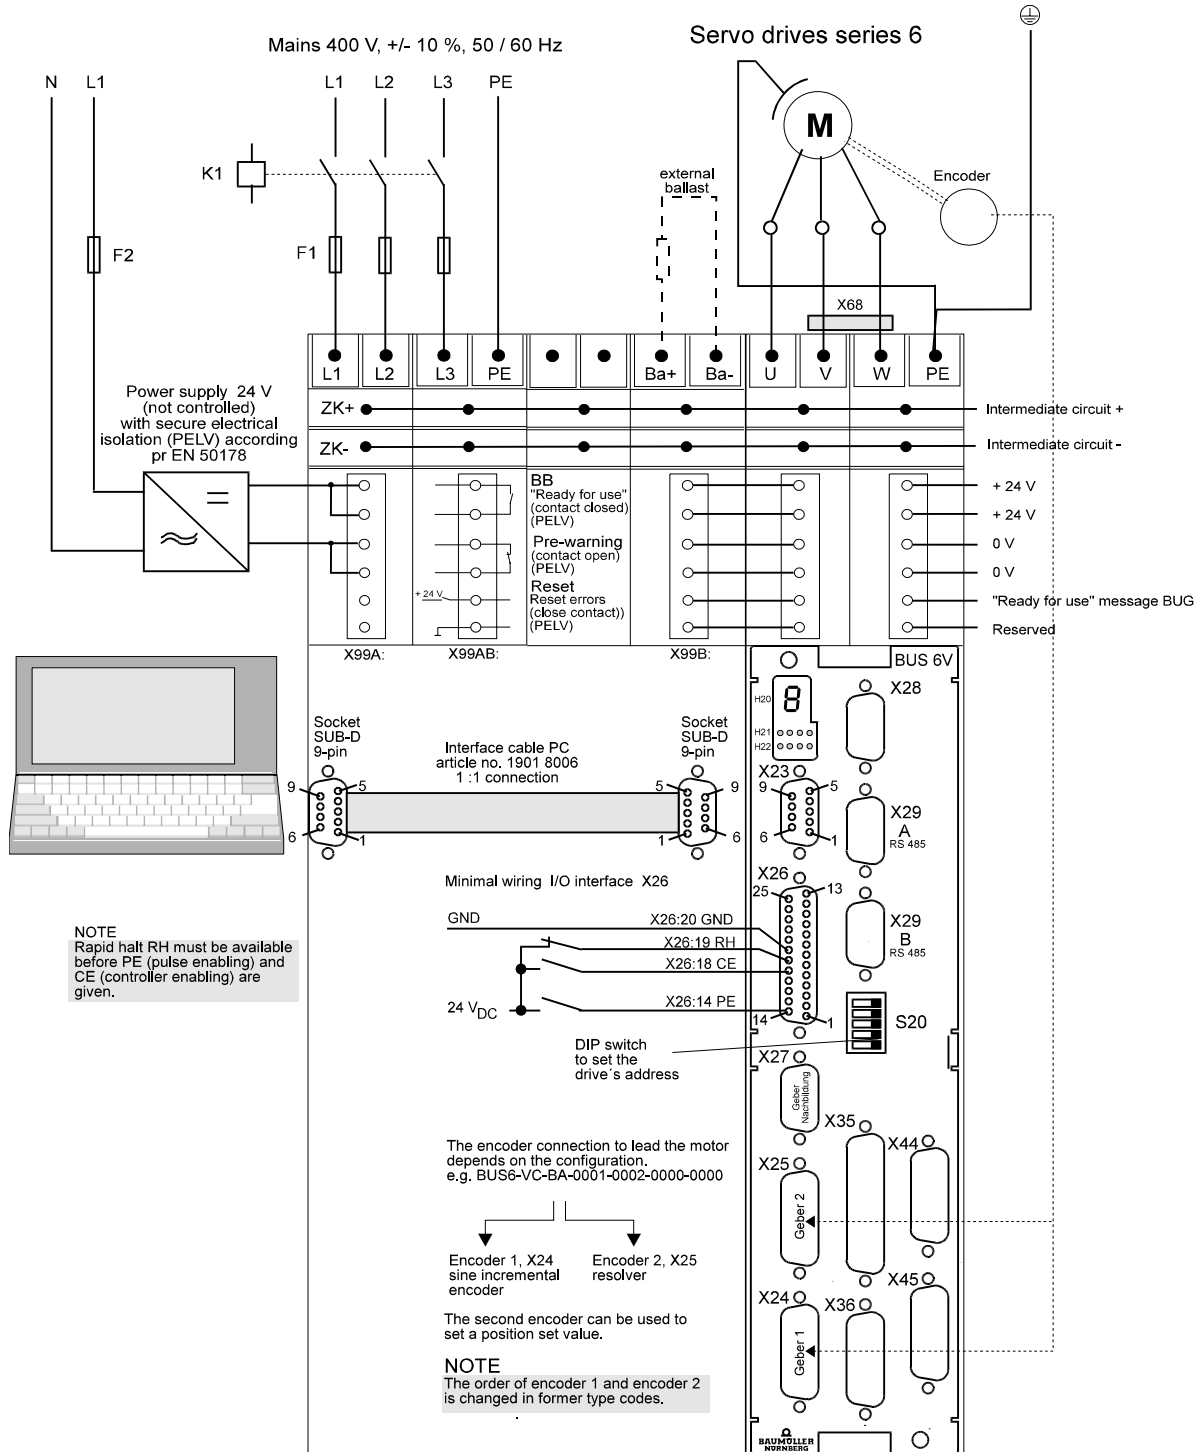 Servo drives series 6
Mains 400 V, +/- 10 %, 50 / 60 Hz
N L1 L1 L2 L3 PE
M
K1
external
ballast
Encoder
F2
F1
X68
L1 L2 L3 PE Ba+ Ba- U V W PE
Power supply 24 V
(not controlled)
with secure electrical
isolation (PELV) according
pr EN 50178
ZK+
Intermediate circuit +
ZK-
Intermediate circuit -
BB
"Ready for use"
(contact closed)
(PELV)
Pre-warning
(contact open)
(PELV)
Reset
Reset errors
(close contact))
(PELV)
+ 24 V
+ 24 V
+ 24 V
0 V
0 V
"Ready for use" message BUG
Reserved
X99A: X99AB: X99B:
BUS 6V
H20
8
H21
H22
X28
Socket
SUB-D
9-pin
Interface cable PC
article no. 1901 8006
1 :1 connection
Socket
SUB-D
9-pin
9 5
6 1
5 9
1 6
X23
9 5
6 1
X29
A
RS 485
Minimal wiring I/O interface X26
X26
25 13
GND
X26:20 GND
X26:19 RH
X26:18 CE
24 VDC
X26:14 PE
14 1
X29
B
RS 485
NOTE
Rapid halt RH must be available
before PE (pulse enabling) and
CE (controller enabling) are
given.
S20
DIP switch
to set the
drive´s address
X27
Geber
Nachbildung
X35
X44
The encoder connection to lead the motor
depends on the configuration.
e.g. BUS6-VC-BA-0001-0002-0000-0000
X25
Geber 2
Encoder 1, X24
sine incremental
encoder
Encoder 2, X25
resolver
X24
Geber 1
X36
X45
The second encoder can be used to
set a position set value.
NOTE
The order of encoder 1 and encoder 2
is changed in former type codes.
BAUMÜLLER
NÜRNBERG